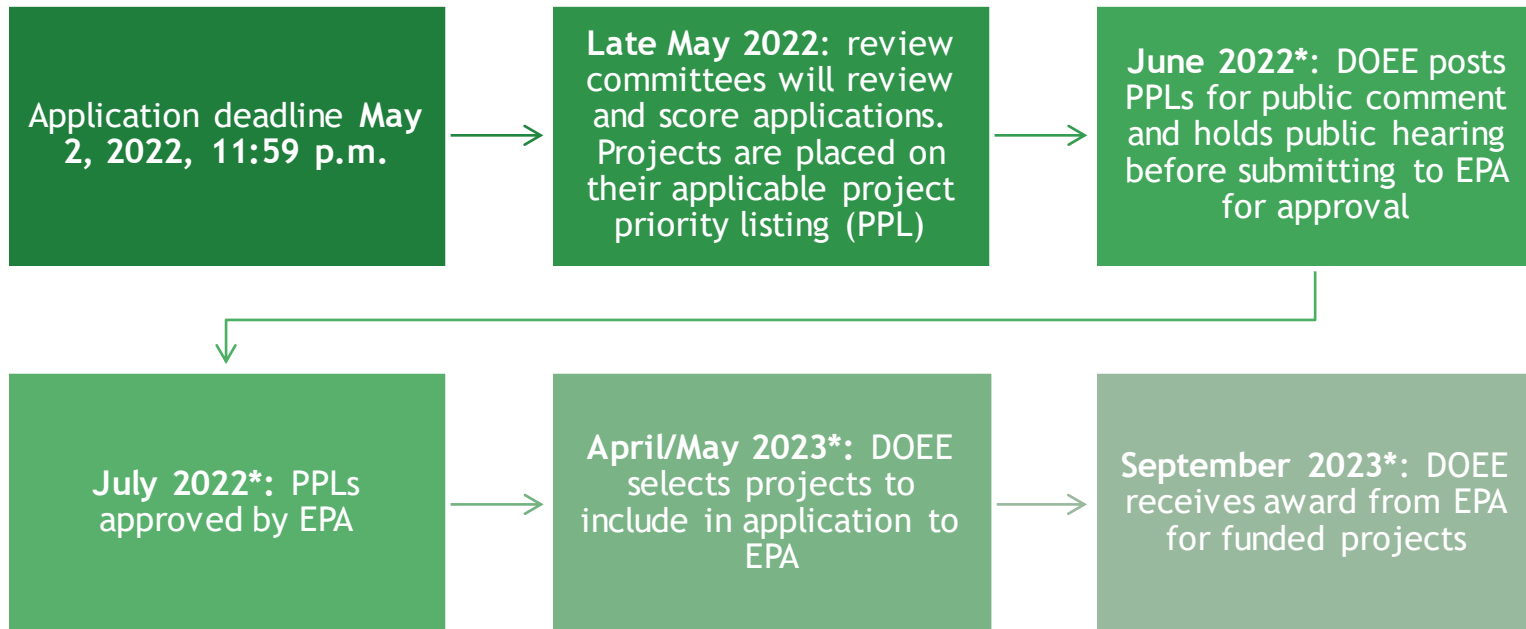 Application deadline May
2, 2022, 11:59 p.m.
Late May 2022: review
committees will review
and score applications.
Projects are placed on
their applicable project
priority listing (PPL)
June 2022*: DOEE posts
PPLs for public comment
and holds public hearing
before submitting to EPA
for approval
July 2022*: PPLs
approved by EPA
April/May 2023*: DOEE
selects projects to
include in application to
EPA
September 2023*: DOEE
receives award from EPA
for funded projects